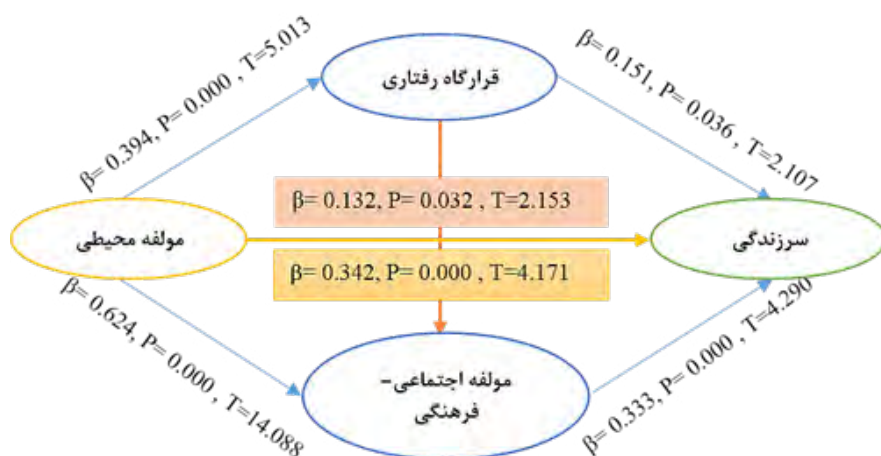 قرارگاه رفتاری
β= 0.394, P= 0.000 , T=5.013
β= 0.151, P= 0.036 , T=2.107
β= 0.132, P= 0.032 , T=2.153
مولفه محیطی
سرزندگی
β= 0.342, P= 0.000 , T=4.171
β= 0.624, P= 0.000 , T=14.088
β= 0.333, P= 0.000 , T=4.290
مولفه اجتماعی-
فرهنگی